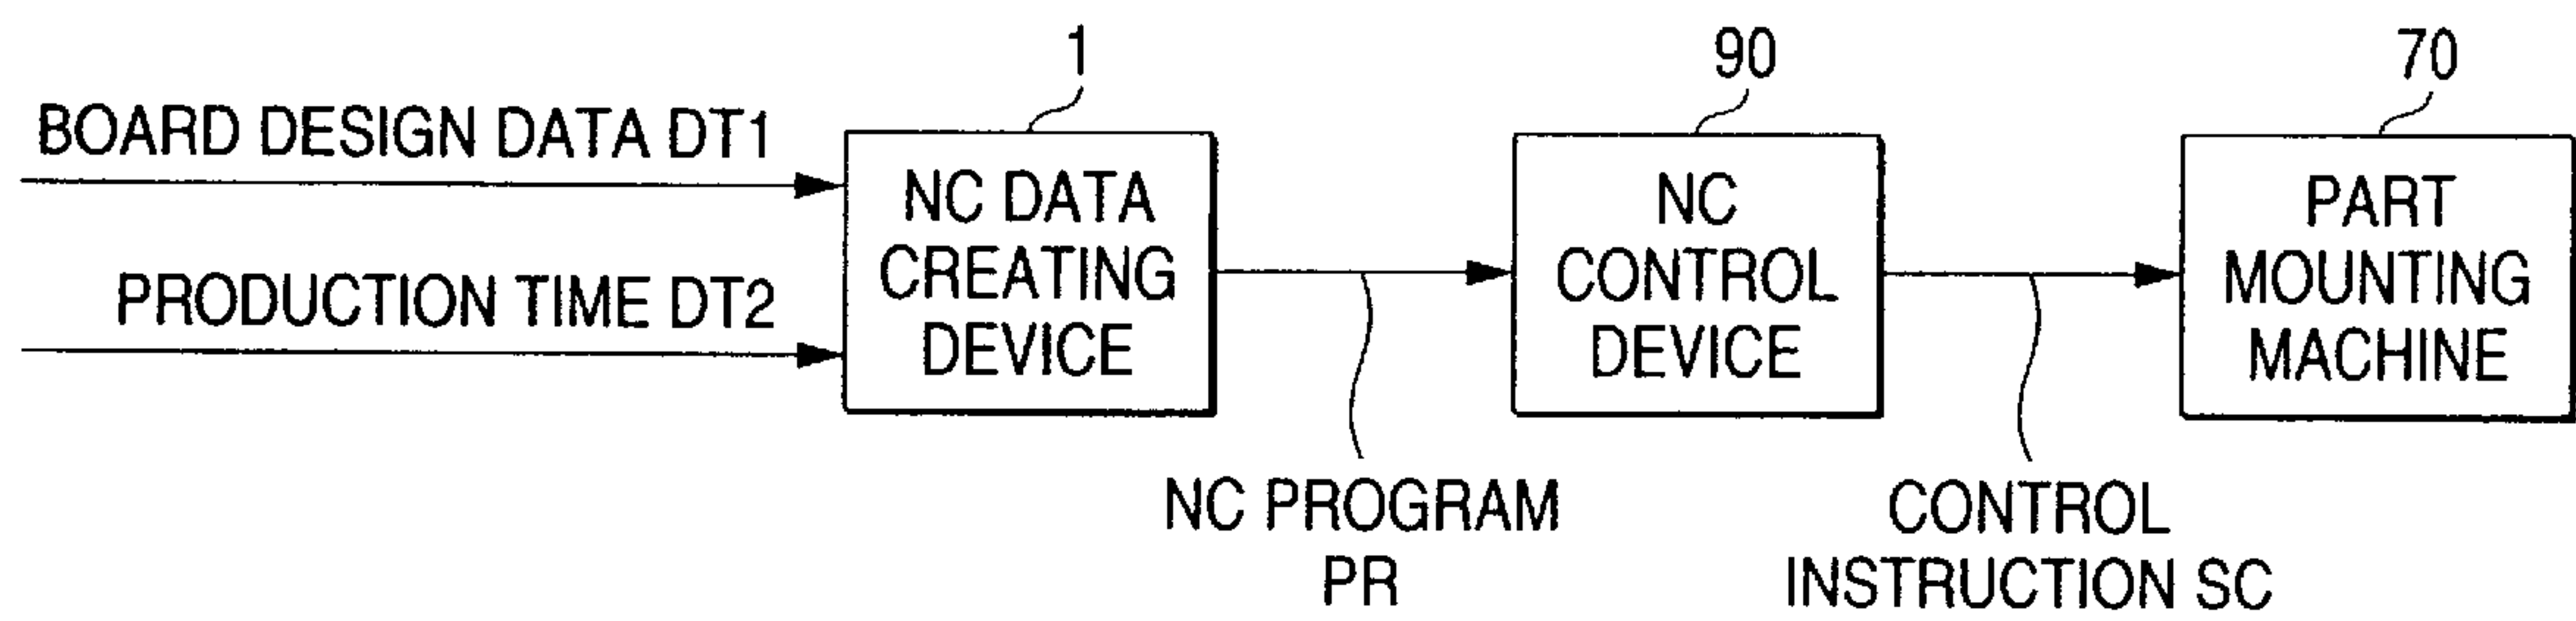 1
90
70
BOARD DESIGN DATA DT1
PRODUCTION TIME DT2
NC DATA
CREATING
DEVICE
NC
CONTROL
DEVICE
PART
MOUNTING
MACHINE
NC PROGRAM
PR
CONTROL
INSTRUCTION SC